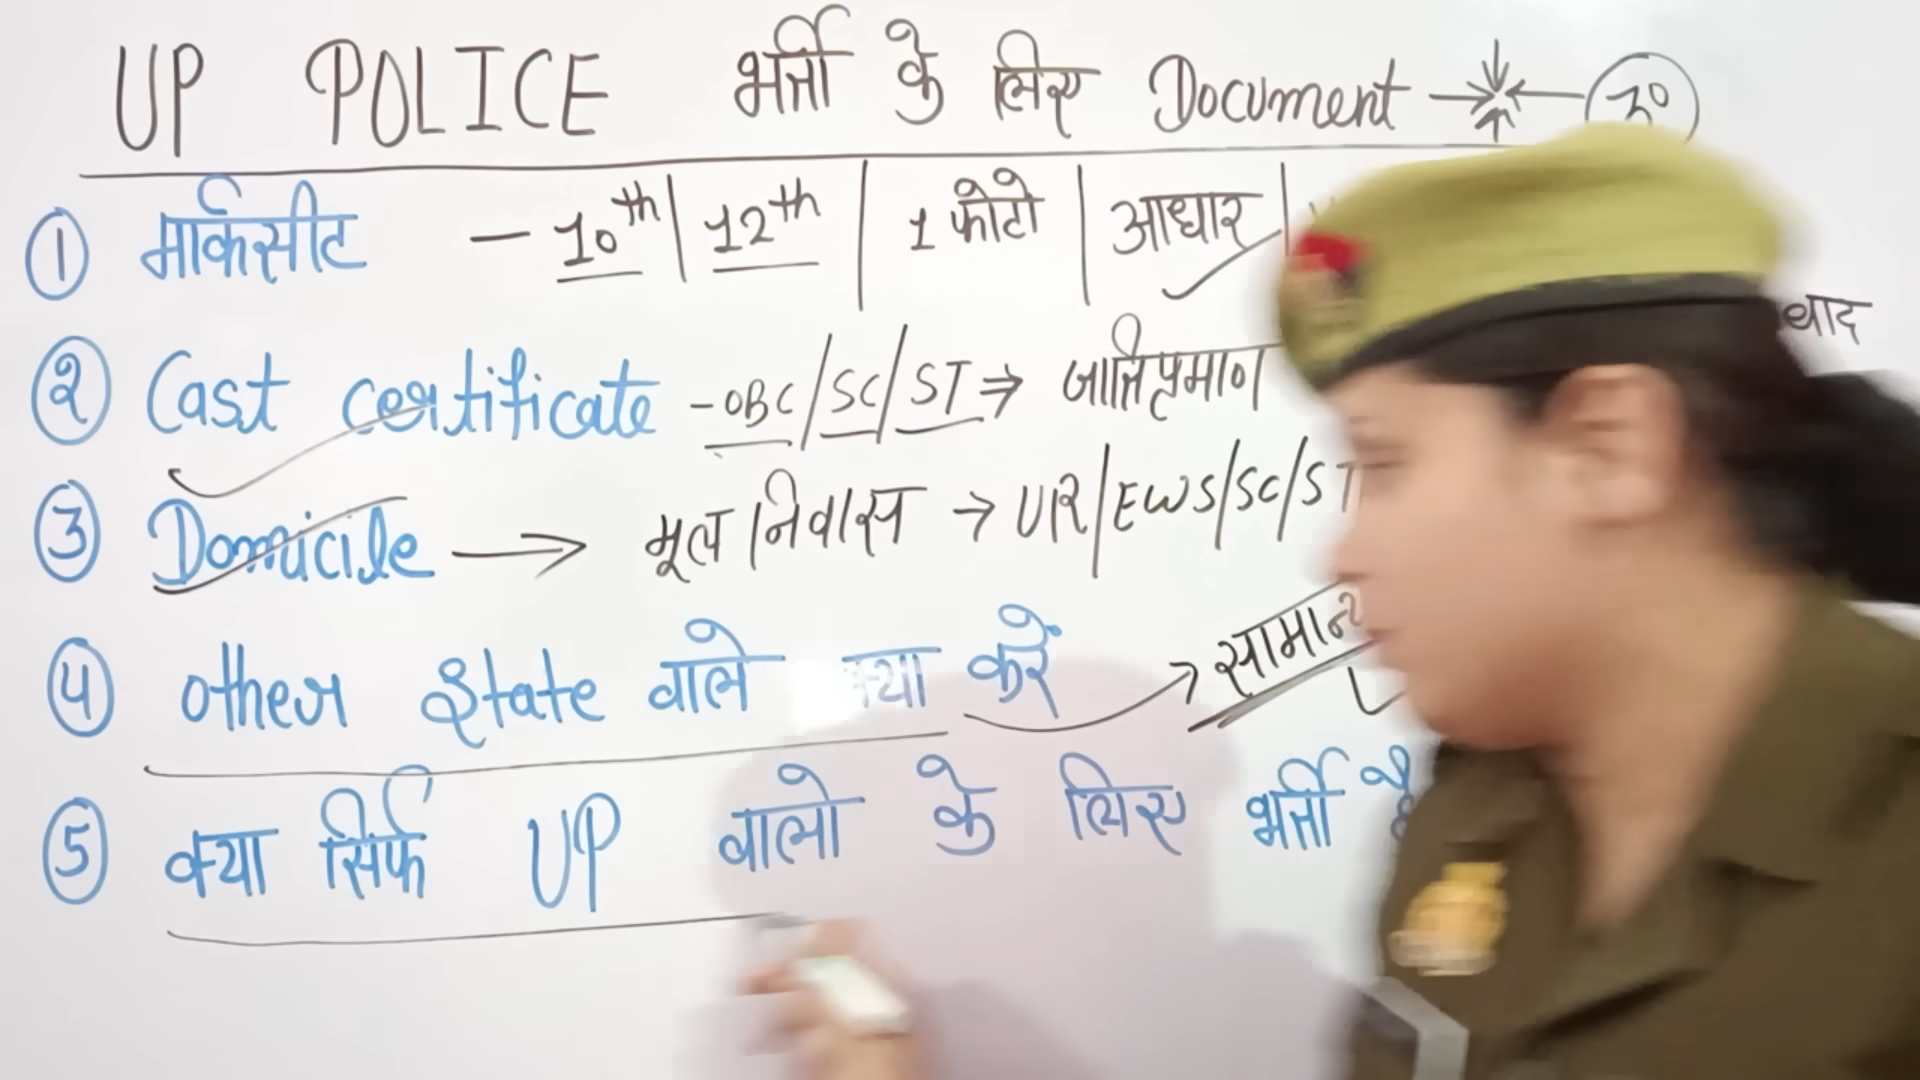 UP POLICE भर्ती के लिए Document
① मार्कसीट - 10th | 12th | 1 फोटो | आधार
② Cast certificate - OBC/SC/ST ⇒ जातिप्रमाण
③ Domicile → मूल निवास → UR/EWS/SC/ST
④ other state वाले क्या करें → सामान्य
⑤ क्या सिर्फ UP वालो के लिए भर्ती है